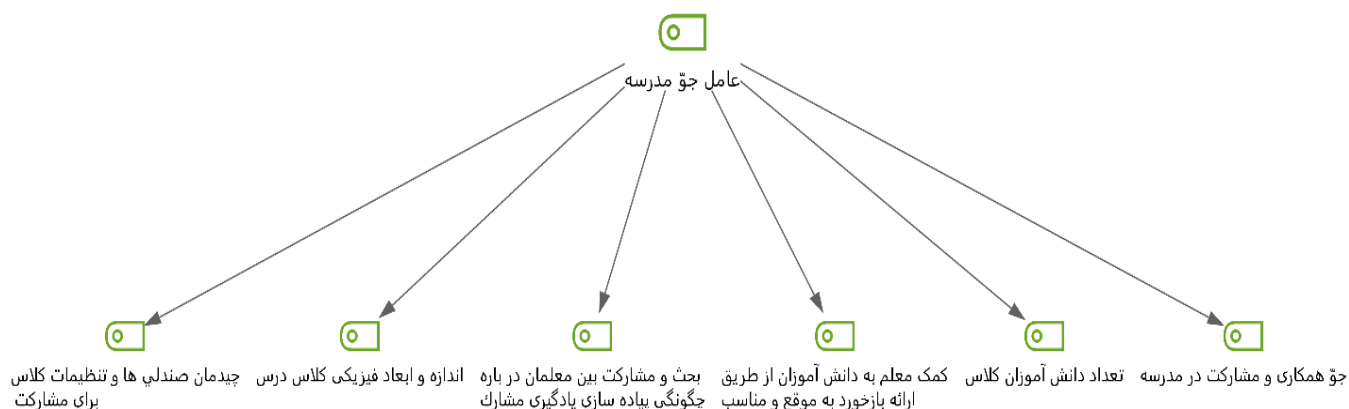 عامل جوّ مدرسه
جوّ همکاری و مشارکت در مدرسه
تعداد دانش آموزان کلاس
کمک معلم به دانش آموزان از طریق
ارائه بازخورد به موقع و مناسب
بحث و مشارکت بین معلمان در باره
چگونگی پیاده سازی یادگیری مشارك
اندازه و ابعاد فیزیکی کلاس درس
چیدمان صندلي ها و تنظیمات کلاس
برای مشارکت